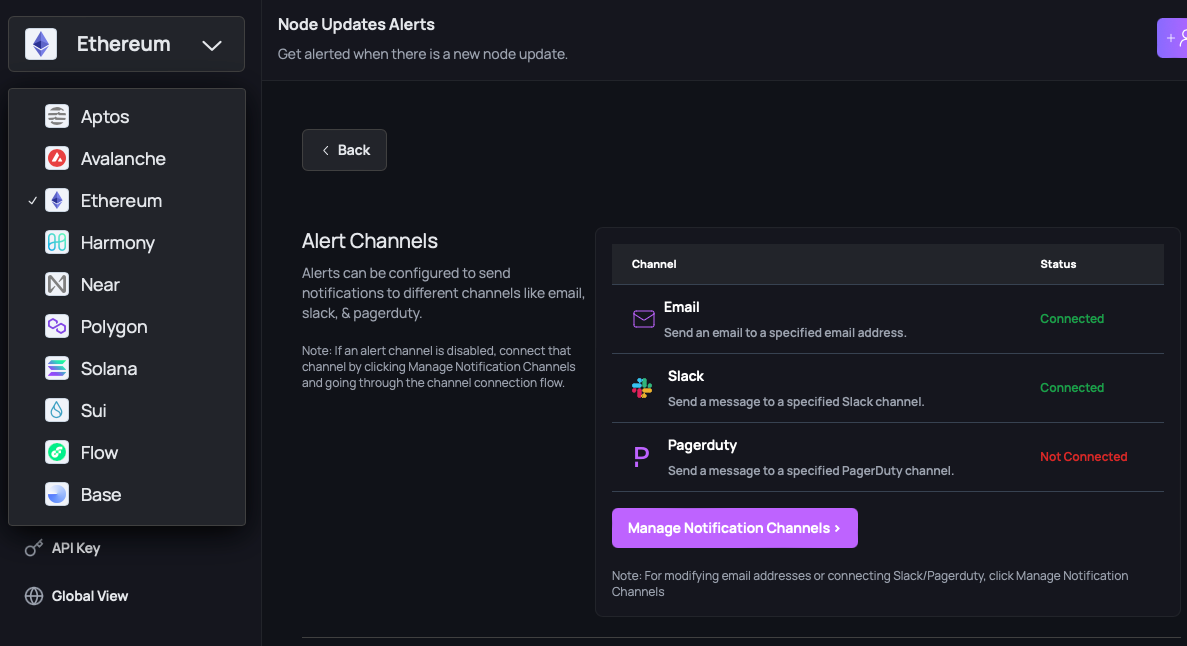 Ethereum
Aptos
Avalanche
Ethereum
Harmony
Near
Polygon
Solana
Sui
Flow
Base
API Key
Global View
Node Updates Alerts
Get alerted when there is a new node update.
+
Back
Alert Channels
Alerts can be configured to send
notifications to different channels like email,
slack, & pagerduty.
Note: If an alert channel is disabled, connect that
channel by clicking Manage Notification Channels
and going through the channel connection flow.
Channel Status
Email
Send an email to a specified email address.
Connected
Slack
Send a message to a specified Slack channel.
Connected
Pagerduty
Send a message to a specified PagerDuty channel.
Not Connected
Manage Notification Channels >
Note: For modifying email addresses or connecting Slack/Pagerduty, click Manage Notification
Channels